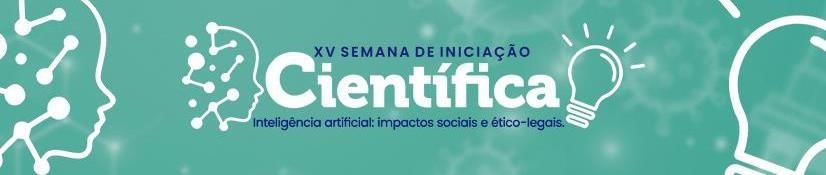 XV SEMANA DE INICIAÇÃO
Científica
Inteligência artificial: impactos sociais e ético-legais.